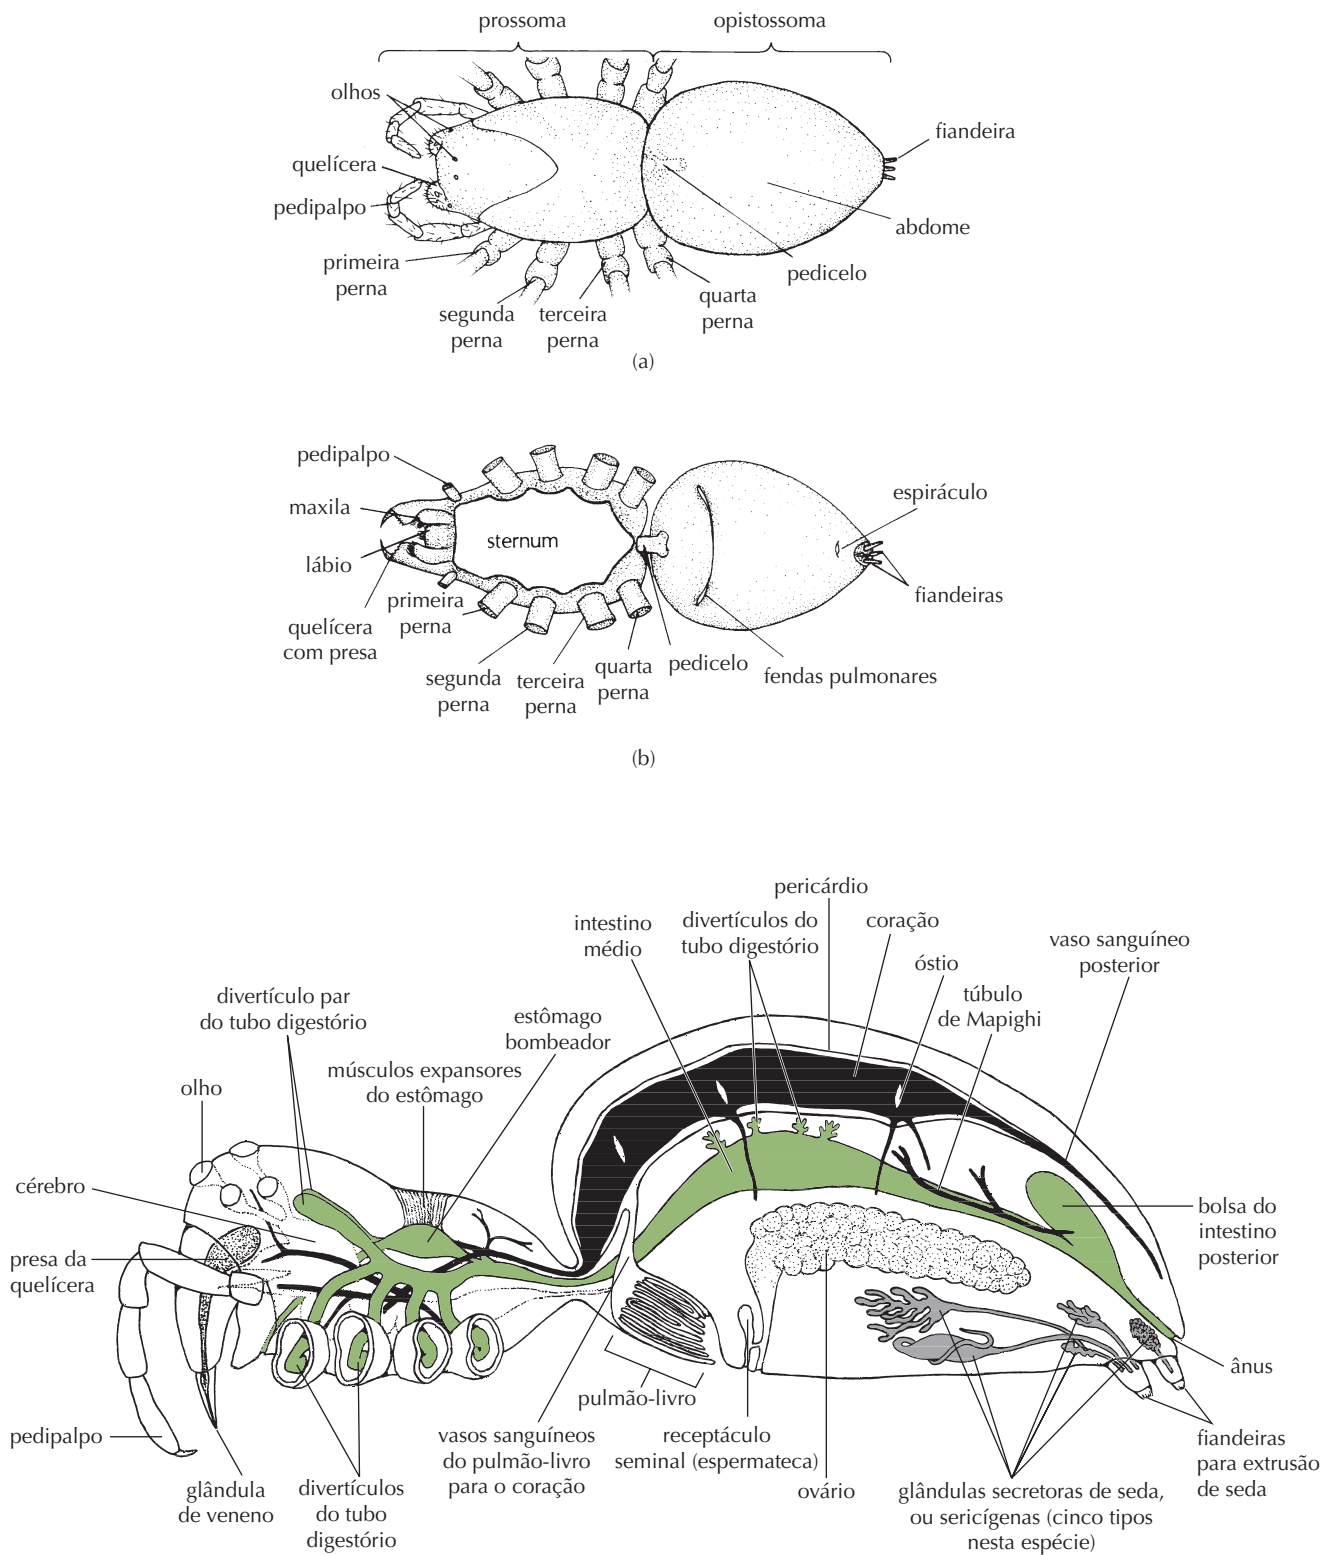 prossoma
opistossoma
olhos
fiandeira
quelícera
pedipalpo
abdome
primeira
perna
pedicelo
segunda
perna
terceira
perna
quarta
perna
(a)
pedipalpo
maxila
espiráculo
sternum
lábio
primeira
perna
fiandeiras
quelícera
com presa
segunda
perna
terceira
perna
quarta
perna
pedicelo
fendas pulmonares
(b)
pericárdio
intestino
médio
divertículos do
tubo digestório
coração
óstio
vaso sanguíneo
posterior
túbulo
de Mapighi
divertículo par
do tubo digestório
estômago
bombeador
músculos expansores
do estômago
olho
cérebro
presa da
quelícera
bolsa do
intestino
posterior
ânus
pedipalpo
pulmão-livro
glândula
de veneno
divertículos
do tubo
digestório
vasos sanguíneos
do pulmão-livro
para o coração
receptáculo
seminal (espermateca)
ovário
glândulas secretoras de seda,
ou sericígenas (cinco tipos
nesta espécie)
fiandeiras
para extrusão
de seda